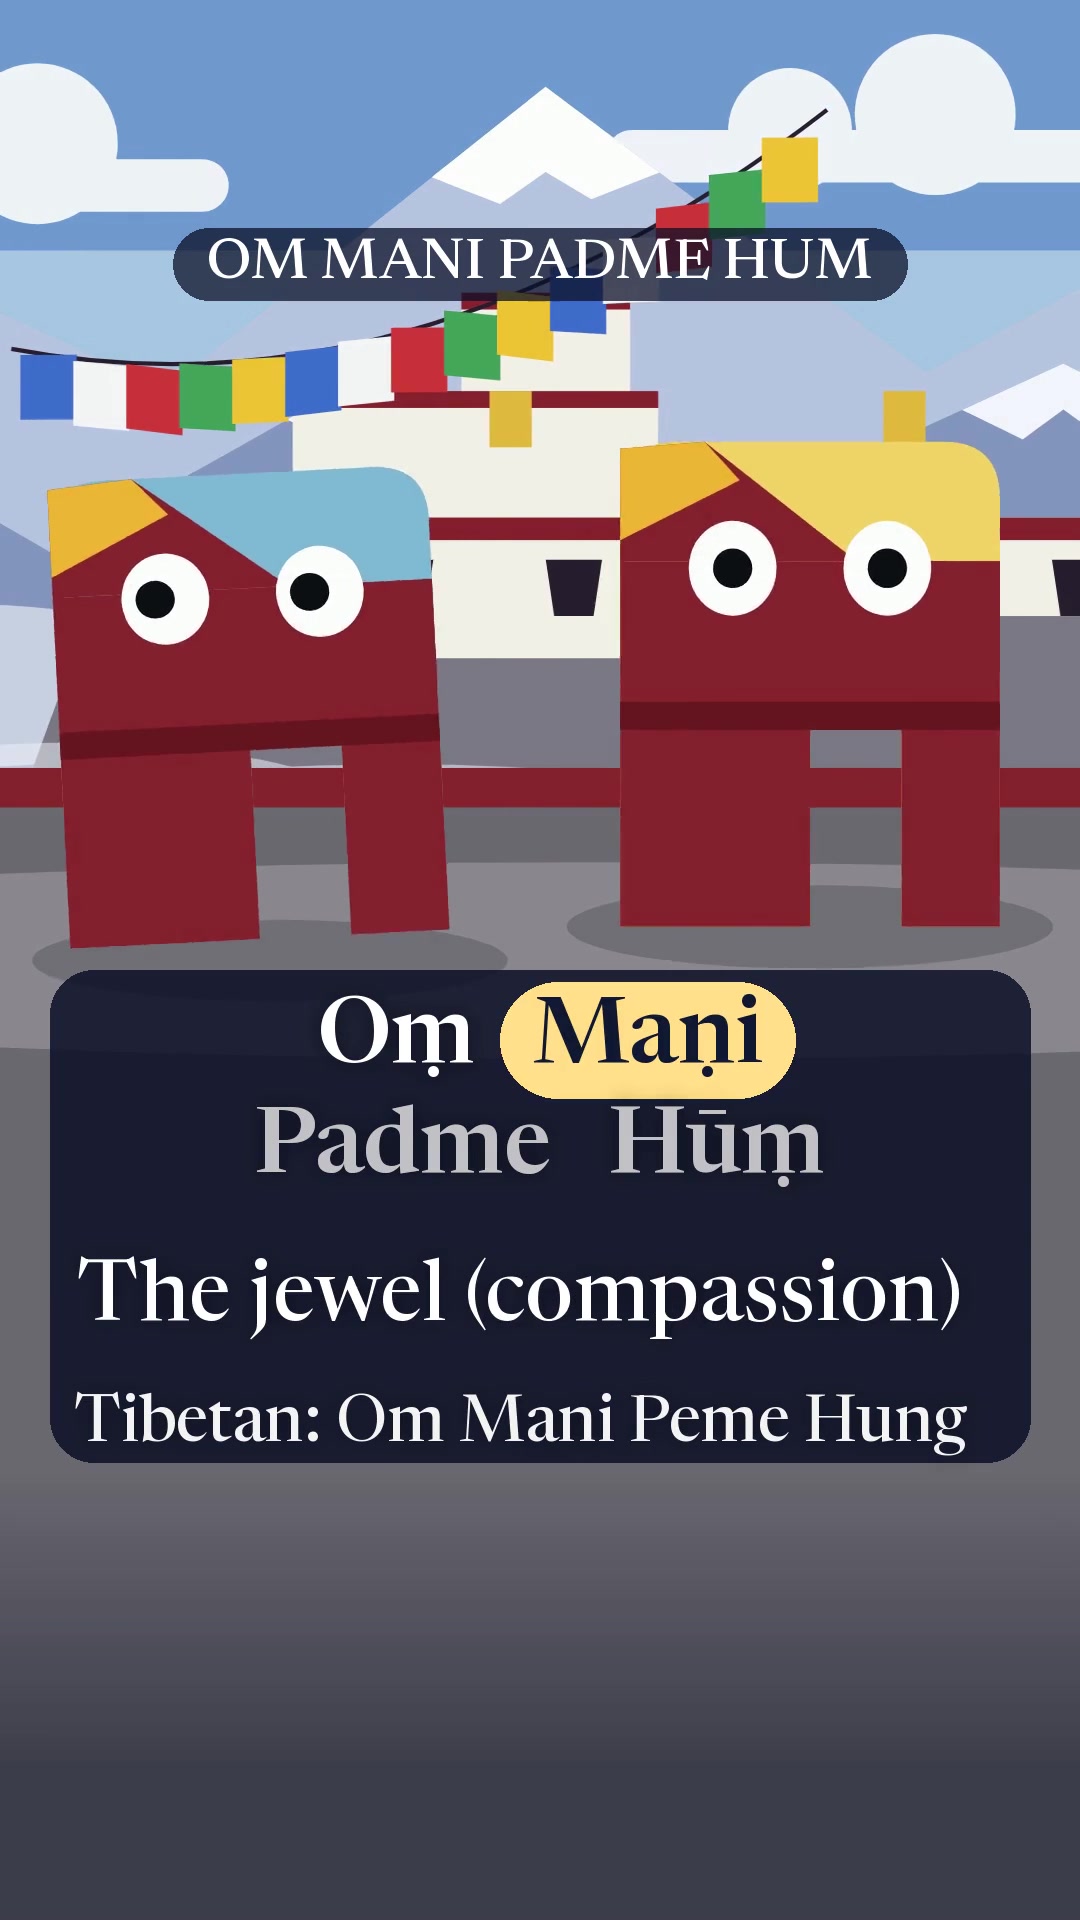 OM MANI PADME HUM
Oṃ Maṇi
Padme Hūṃ
The jewel (compassion)
Tibetan: Om Mani Peme Hung